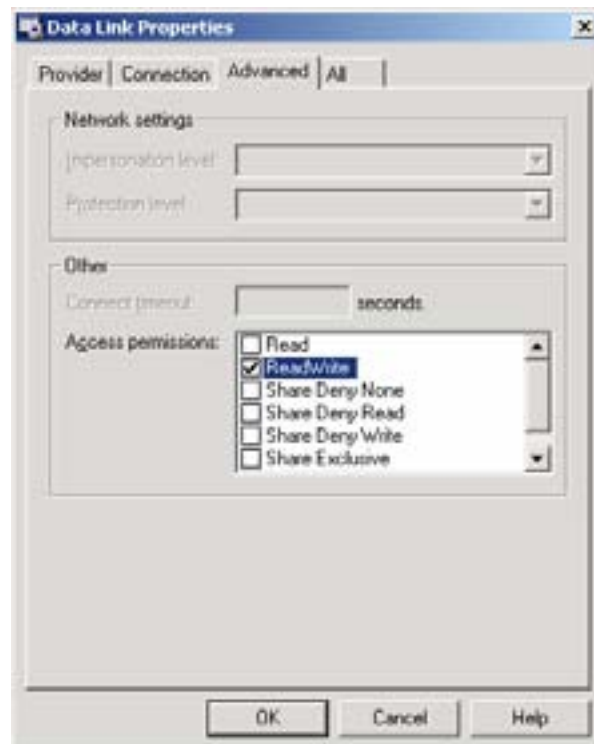 Data Link Properties
Provider Connection Advanced All
Network settings
Impersonation level:
Protection level:
Other
Connect timeout: seconds.
Access permissions:
Read
ReadWrite
Share Deny None
Share Deny Read
Share Deny Write
Share Exclusive
OK Cancel Help